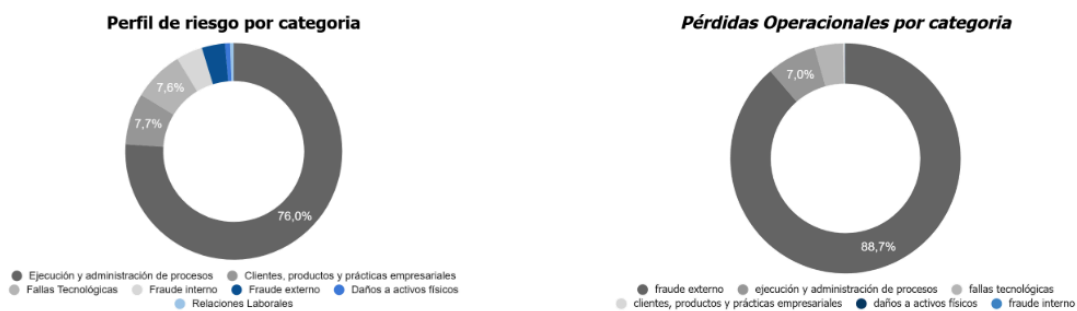 Perfil de riesgo por categoria
7,6%
7,7%
76,0%
Ejecución y administración de procesos Clientes, productos y prácticas empresariales
Fallas Tecnológicas Fraude interno Fraude externo Daños a activos físicos
Relaciones Laborales
Pérdidas Operacionales por categoria
7,0%
88,7%
fraude externo ejecución y administración de procesos fallas tecnológicas
clientes, productos y prácticas empresariales daños a activos físicos fraude interno